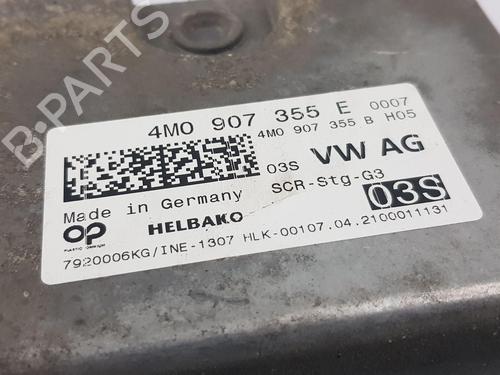 B-PARTS
4M0 907 355 E 0007
4M0 907 355 B H05
03S VW AG
SCR-Stg-G3
03S
Made in Germany
HELBAKO
7920006KG/INE-1307 HLK-00107.04.2100011131